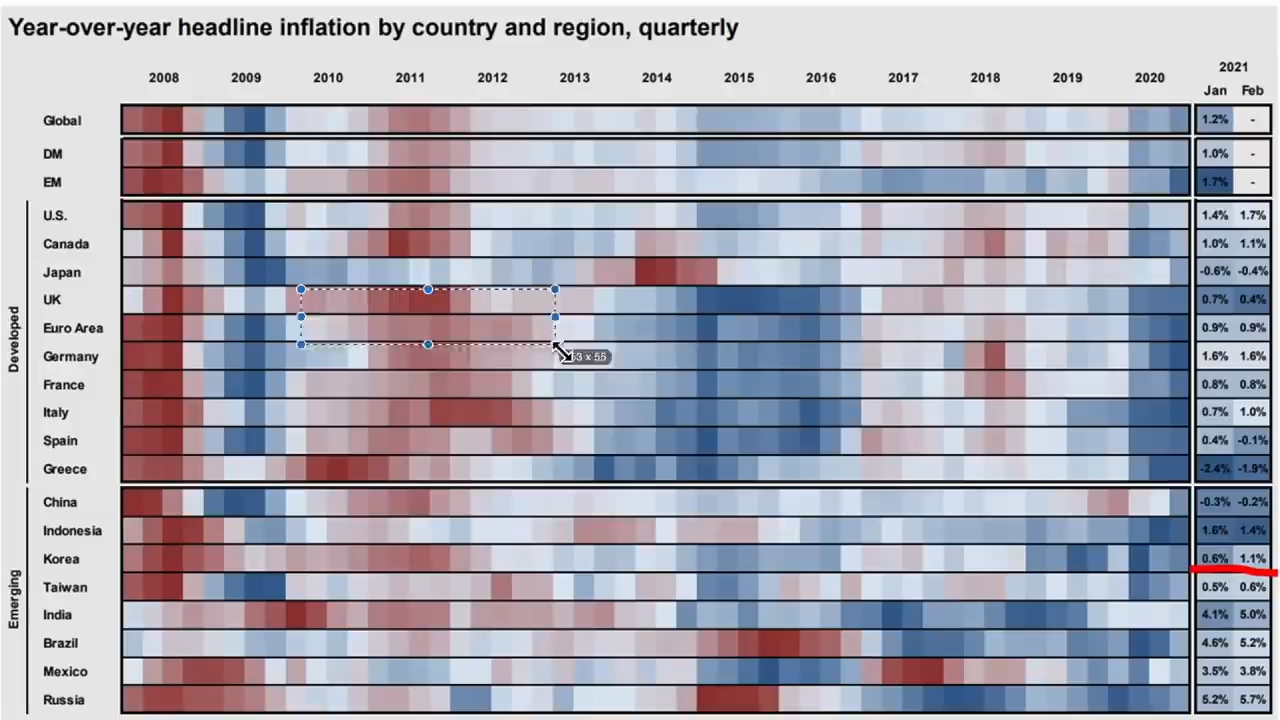 Year-over-year headline inflation by country and region, quarterly
2021
2008 2009 2010 2011 2012 2013 2014 2015 2016 2017 2018 2019 2020
Jan Feb
Global 1.2% -
DM 1.0% -
EM 1.7% -
Developed
U.S. 1.4% 1.7%
Canada 1.0% 1.1%
Japan -0.6% -0.4%
UK 0.7% 0.4%
Euro Area 0.9% 0.9%
Germany 1.6% 1.6%
France 0.8% 0.8%
Italy 0.7% 1.0%
Spain 0.4% -0.1%
Greece -2.4% -1.9%
Emerging
China -0.3% -0.2%
Indonesia 1.6% 1.4%
Korea 0.6% 1.1%
Taiwan 0.5% 0.6%
India 4.1% 5.0%
Brazil 4.6% 5.2%
Mexico 3.5% 3.8%
Russia 5.2% 5.7%